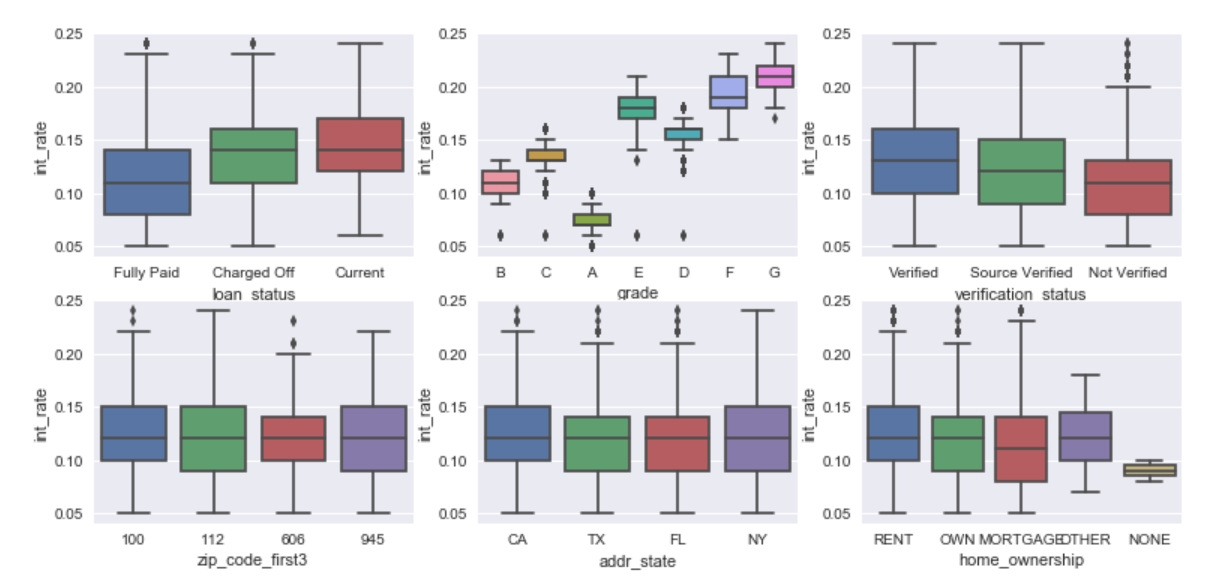 0.25
0.20
0.15
0.10
0.05
int_rate
Fully Paid Charged Off Current
loan_status
0.25
0.20
0.15
0.10
0.05
int_rate
B C A E D F G
grade
0.25
0.20
0.15
0.10
0.05
int_rate
Verified Source Verified Not Verified
verification_status
0.25
0.20
0.15
0.10
0.05
int_rate
100 112 606 945
zip_code_first3
0.25
0.20
0.15
0.10
0.05
int_rate
CA TX FL NY
addr_state
0.25
0.20
0.15
0.10
0.05
int_rate
RENT OWN MORTGAGE OTHER NONE
home_ownership